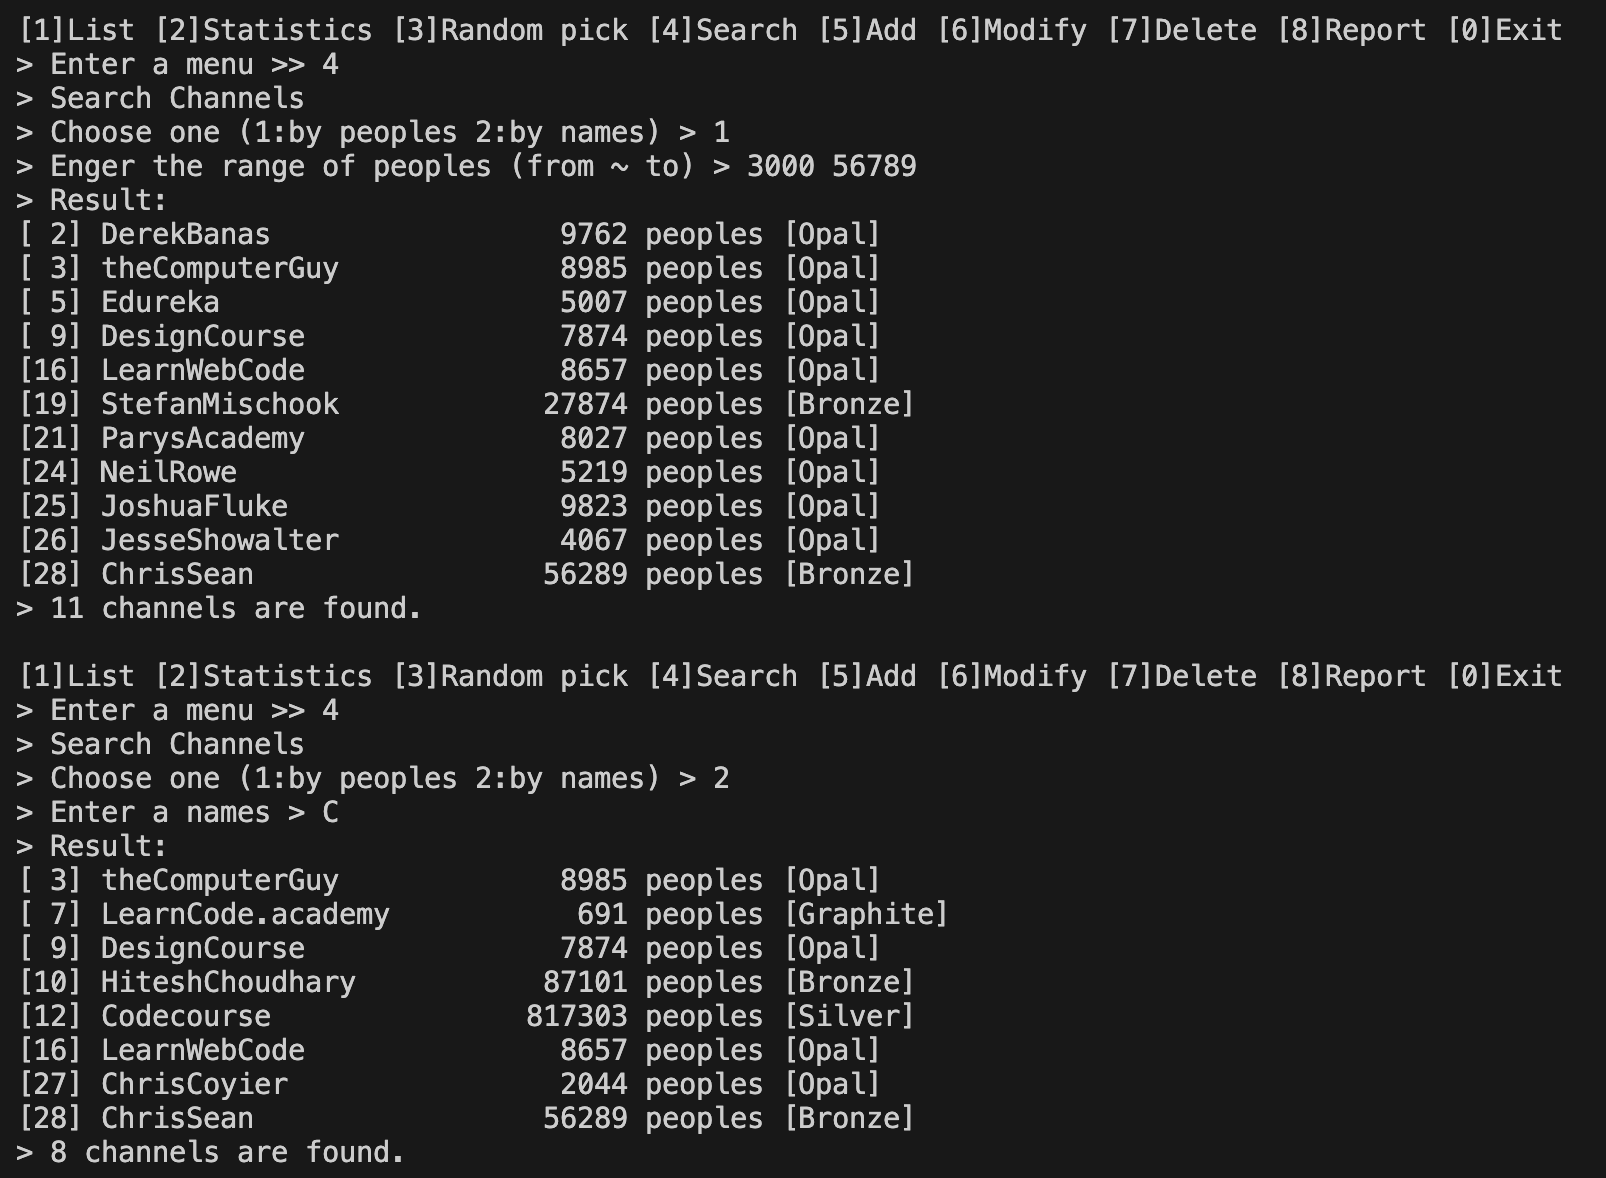 [1]List [2]Statistics [3]Random pick [4]Search [5]Add [6]Modify [7]Delete [8]Report [0]Exit
> Enter a menu >> 4
> Search Channels
> Choose one (1:by peoples 2:by names) > 1
> Enger the range of peoples (from ~ to) > 3000 56789
> Result:
[ 2] DerekBanas                 9762 peoples [Opal]
[ 3] theComputerGuy             8985 peoples [Opal]
[ 5] Edureka                    5007 peoples [Opal]
[ 9] DesignCourse               7874 peoples [Opal]
[16] LearnWebCode               8657 peoples [Opal]
[19] StefanMischook            27874 peoples [Bronze]
[21] ParysAcademy               8027 peoples [Opal]
[24] NeilRowe                   5219 peoples [Opal]
[25] JoshuaFluke                9823 peoples [Opal]
[26] JesseShowalter             4067 peoples [Opal]
[28] ChrisSean                 56289 peoples [Bronze]
> 11 channels are found.

[1]List [2]Statistics [3]Random pick [4]Search [5]Add [6]Modify [7]Delete [8]Report [0]Exit
> Enter a menu >> 4
> Search Channels
> Choose one (1:by peoples 2:by names) > 2
> Enter a names > C
> Result:
[ 3] theComputerGuy             8985 peoples [Opal]
[ 7] LearnCode.academy           691 peoples [Graphite]
[ 9] DesignCourse               7874 peoples [Opal]
[10] HiteshChoudhary           87101 peoples [Bronze]
[12] Codecourse               817303 peoples [Silver]
[16] LearnWebCode               8657 peoples [Opal]
[27] ChrisCoyier                2044 peoples [Opal]
[28] ChrisSean                 56289 peoples [Bronze]
> 8 channels are found.